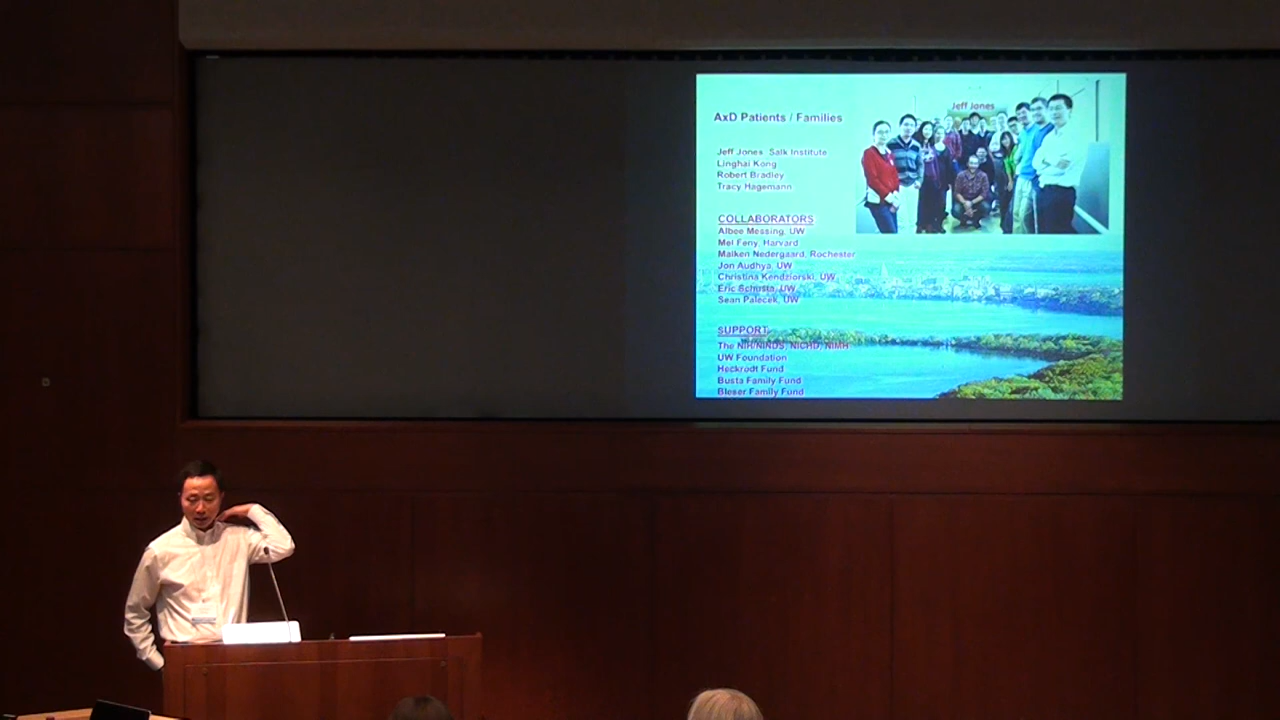 Jeff Jones
AxD Patients / Families
Jeff Jones, Salk Institute
Linghai Kong
Robert Bradley
Tracy Hagemann
COLLABORATORS
Albee Messing, UW
Mel Feny, Harvard
Maiken Nedergaard, Rochester
Jon Audhya, UW
Christina Kendziorski, UW
Eric Schusta, UW
Sean Palecek, UW
SUPPORT
The NIH/NINDS, NICHD, NIMH
UW Foundation
Heckrodt Fund
Busta Family Fund
Bleser Family Fund